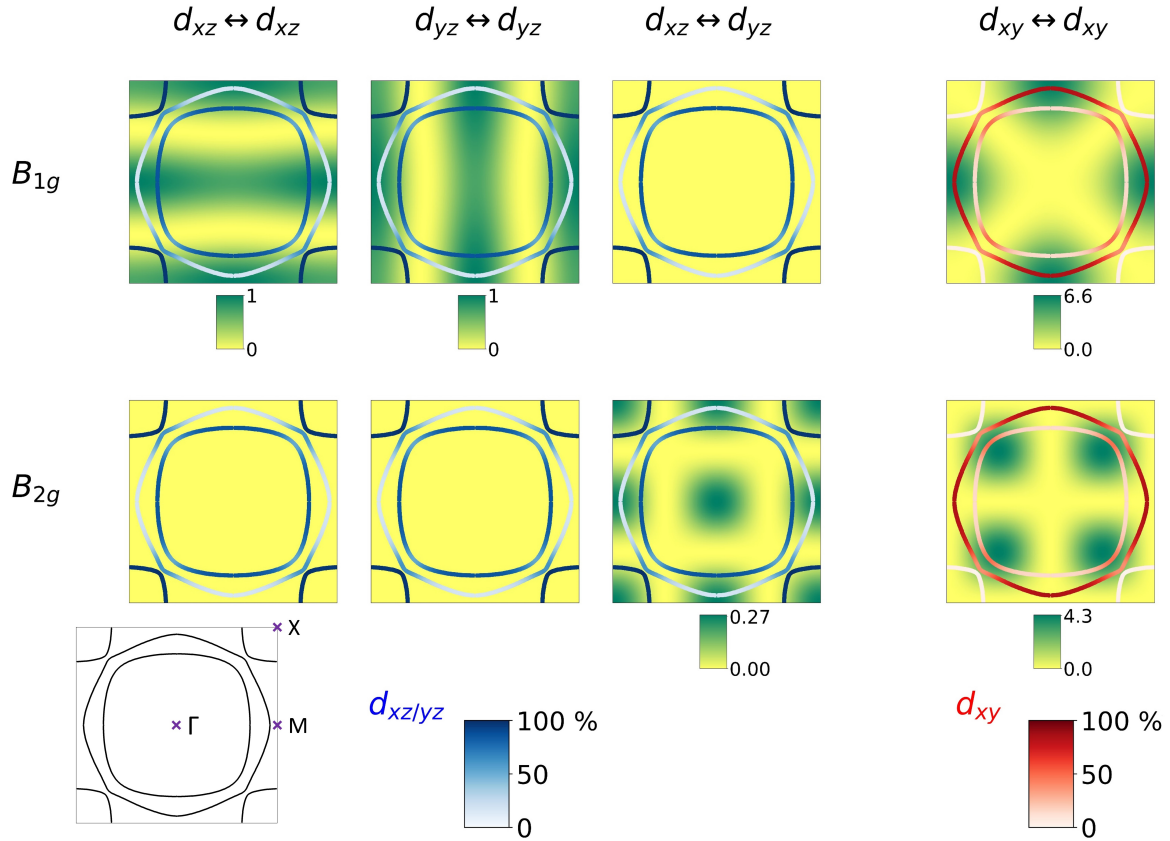 d_xz ↔ d_xz d_yz ↔ d_yz d_xz ↔ d_yz d_xy ↔ d_xy
B_1g
1 1 6.6
0 0 0.0
B_2g
0.27 4.3
0.00 0.0
X
Γ M
d_xz/yz d_xy
100 % 100 %
50 50
0 0